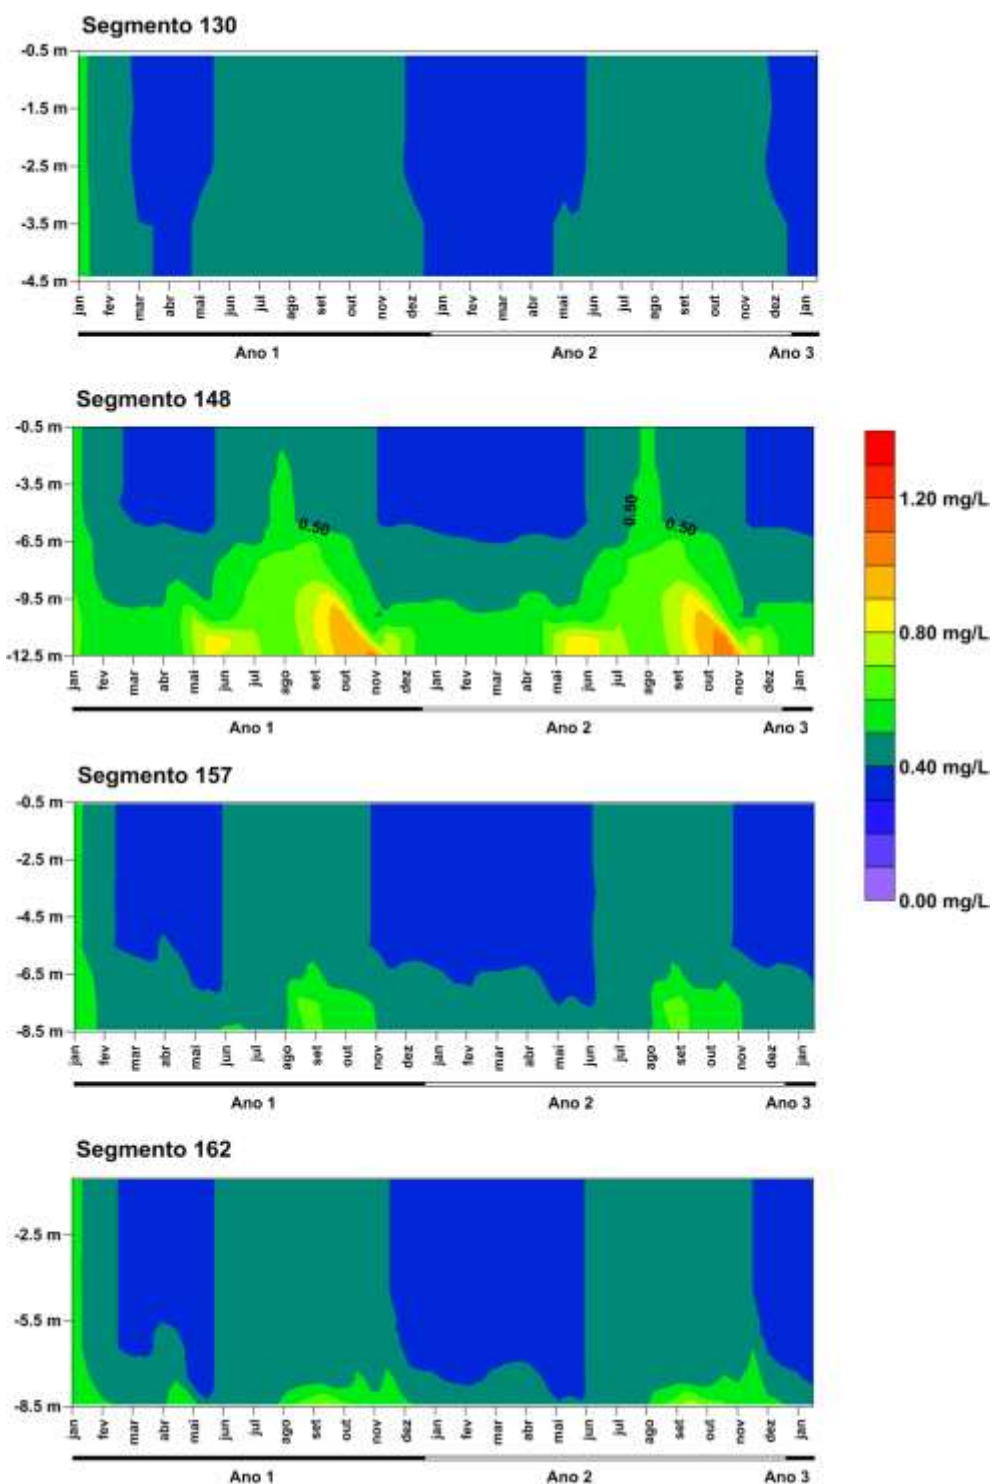 Segmento 130
-0.5 m
-1.5 m
-2.5 m
-3.5 m
-4.5 m
jan fev mar abr mai jun jul ago set out nov dez jan fev mar abr mai jun jul ago set out nov dez jan
Ano 1 Ano 2 Ano 3
Segmento 148
-0.5 m
-3.5 m
-6.5 m
-9.5 m
-12.5 m
0.50 0.50 0.50
jan fev mar abr mai jun jul ago set out nov dez jan fev mar abr mai jun jul ago set out nov dez jan
Ano 1 Ano 2 Ano 3
1.20 mg/L
0.80 mg/L
0.40 mg/L
0.00 mg/L
Segmento 157
-0.5 m
-2.5 m
-4.5 m
-6.5 m
-8.5 m
jan fev mar abr mai jun jul ago set out nov dez jan fev mar abr mai jun jul ago set out nov dez jan
Ano 1 Ano 2 Ano 3
Segmento 162
-2.5 m
-5.5 m
-8.5 m
jan fev mar abr mai jun jul ago set out nov dez jan fev mar abr mai jun jul ago set out nov dez jan
Ano 1 Ano 2 Ano 3